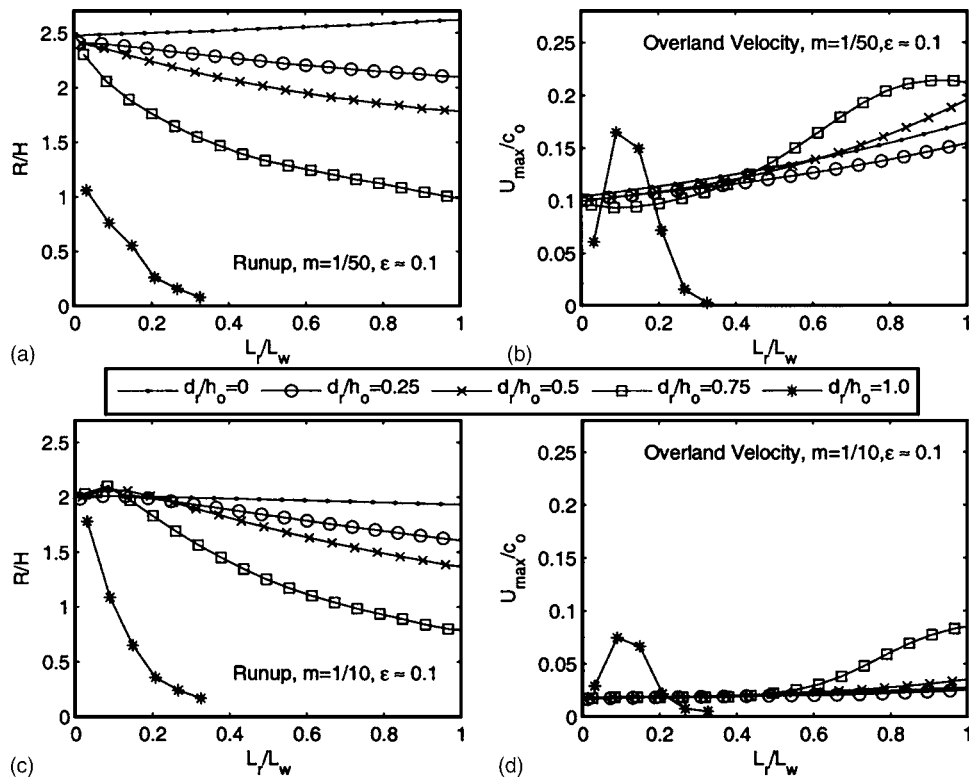 2.5
2
1.5
1
0.5
0
R/H
Runup, m=1/50, ε ≈ 0.1
0.2 0.4 0.6 0.8 1
L_r/L_w
(a)
0.25
0.2
0.15
0.1
0.05
0
U_max/c_o
Overland Velocity, m=1/50,ε ≈ 0.1
0 0.2 0.4 0.6 0.8 1
L_r/L_w
(b)
d_r/h_o=0 d_r/h_o=0.25 d_r/h_o=0.5 d_r/h_o=0.75 d_r/h_o=1.0
2.5
2
1.5
1
0.5
0
R/H
Runup, m=1/10, ε ≈ 0.1
0 0.2 0.4 0.6 0.8 1
L_r/L_w
(c)
0.25
0.2
0.15
0.1
0.05
0
U_max/c_o
Overland Velocity, m=1/10,ε ≈ 0.1
0 0.2 0.4 0.6 0.8 1
L_r/L_w
(d)